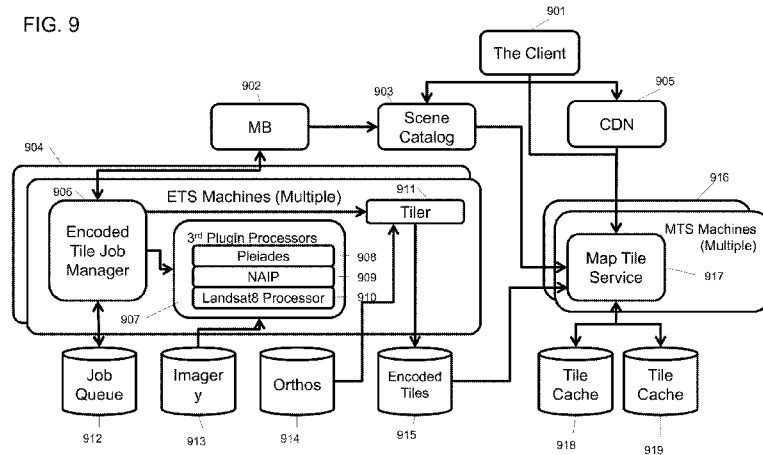 FIG. 9
901
The Client
902
903
905
MB
Scene
Catalog
CDN
904
906
ETS Machines (Multiple)
911
Tiler
916
Encoded
Tile Job
Manager
3rd Plugin Processors
Pleiades
908
NAIP
909
Landsat8 Processor
910
907
MTS Machines
(Multiple)
Map Tile
Service
917
Job
Queue
Imager
y
Orthos
Encoded
Tiles
Tile
Cache
Tile
Cache
912
913
914
915
918
919